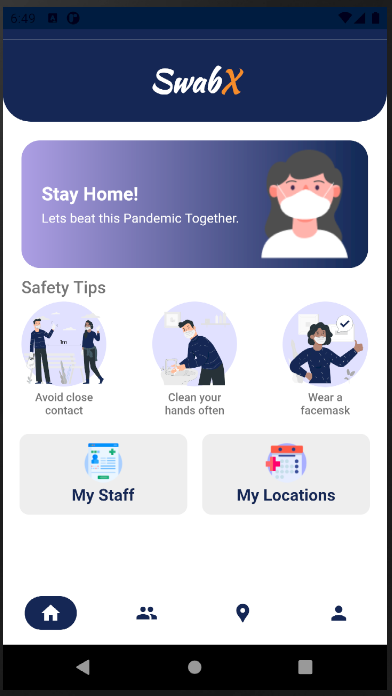 6:49
SwabX
Stay Home!
Lets beat this Pandemic Together.
Safety Tips
1m
Avoid close
contact
Clean your
hands often
Wear a
facemask
My Staff
My Locations